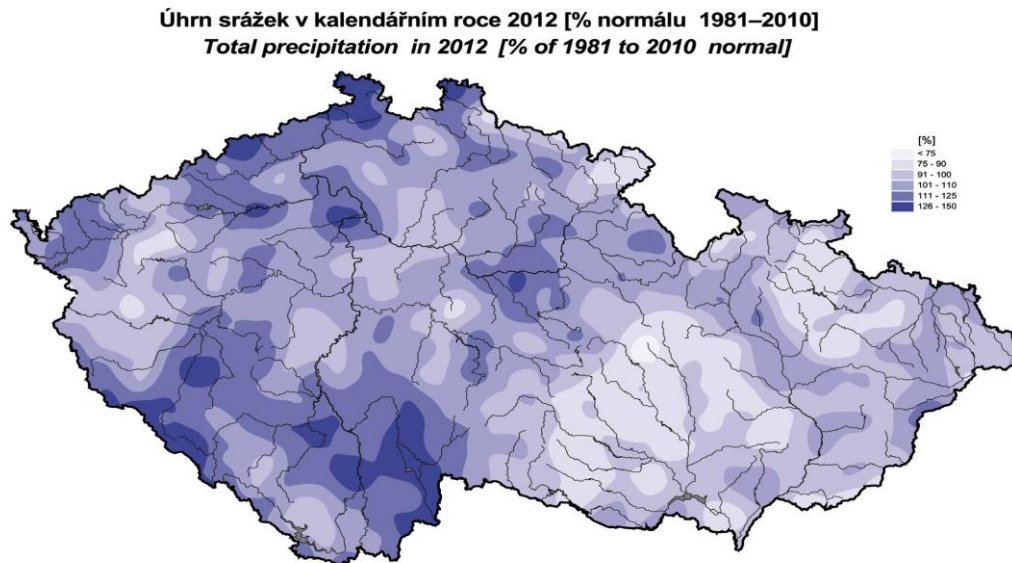 Úhrn srážek v kalendářním roce 2012 [% normálu 1981–2010]
Total precipitation in 2012 [% of 1981 to 2010 normal]
[%]
< 75
75 - 90
91 - 100
101 - 110
111 - 125
126 - 150